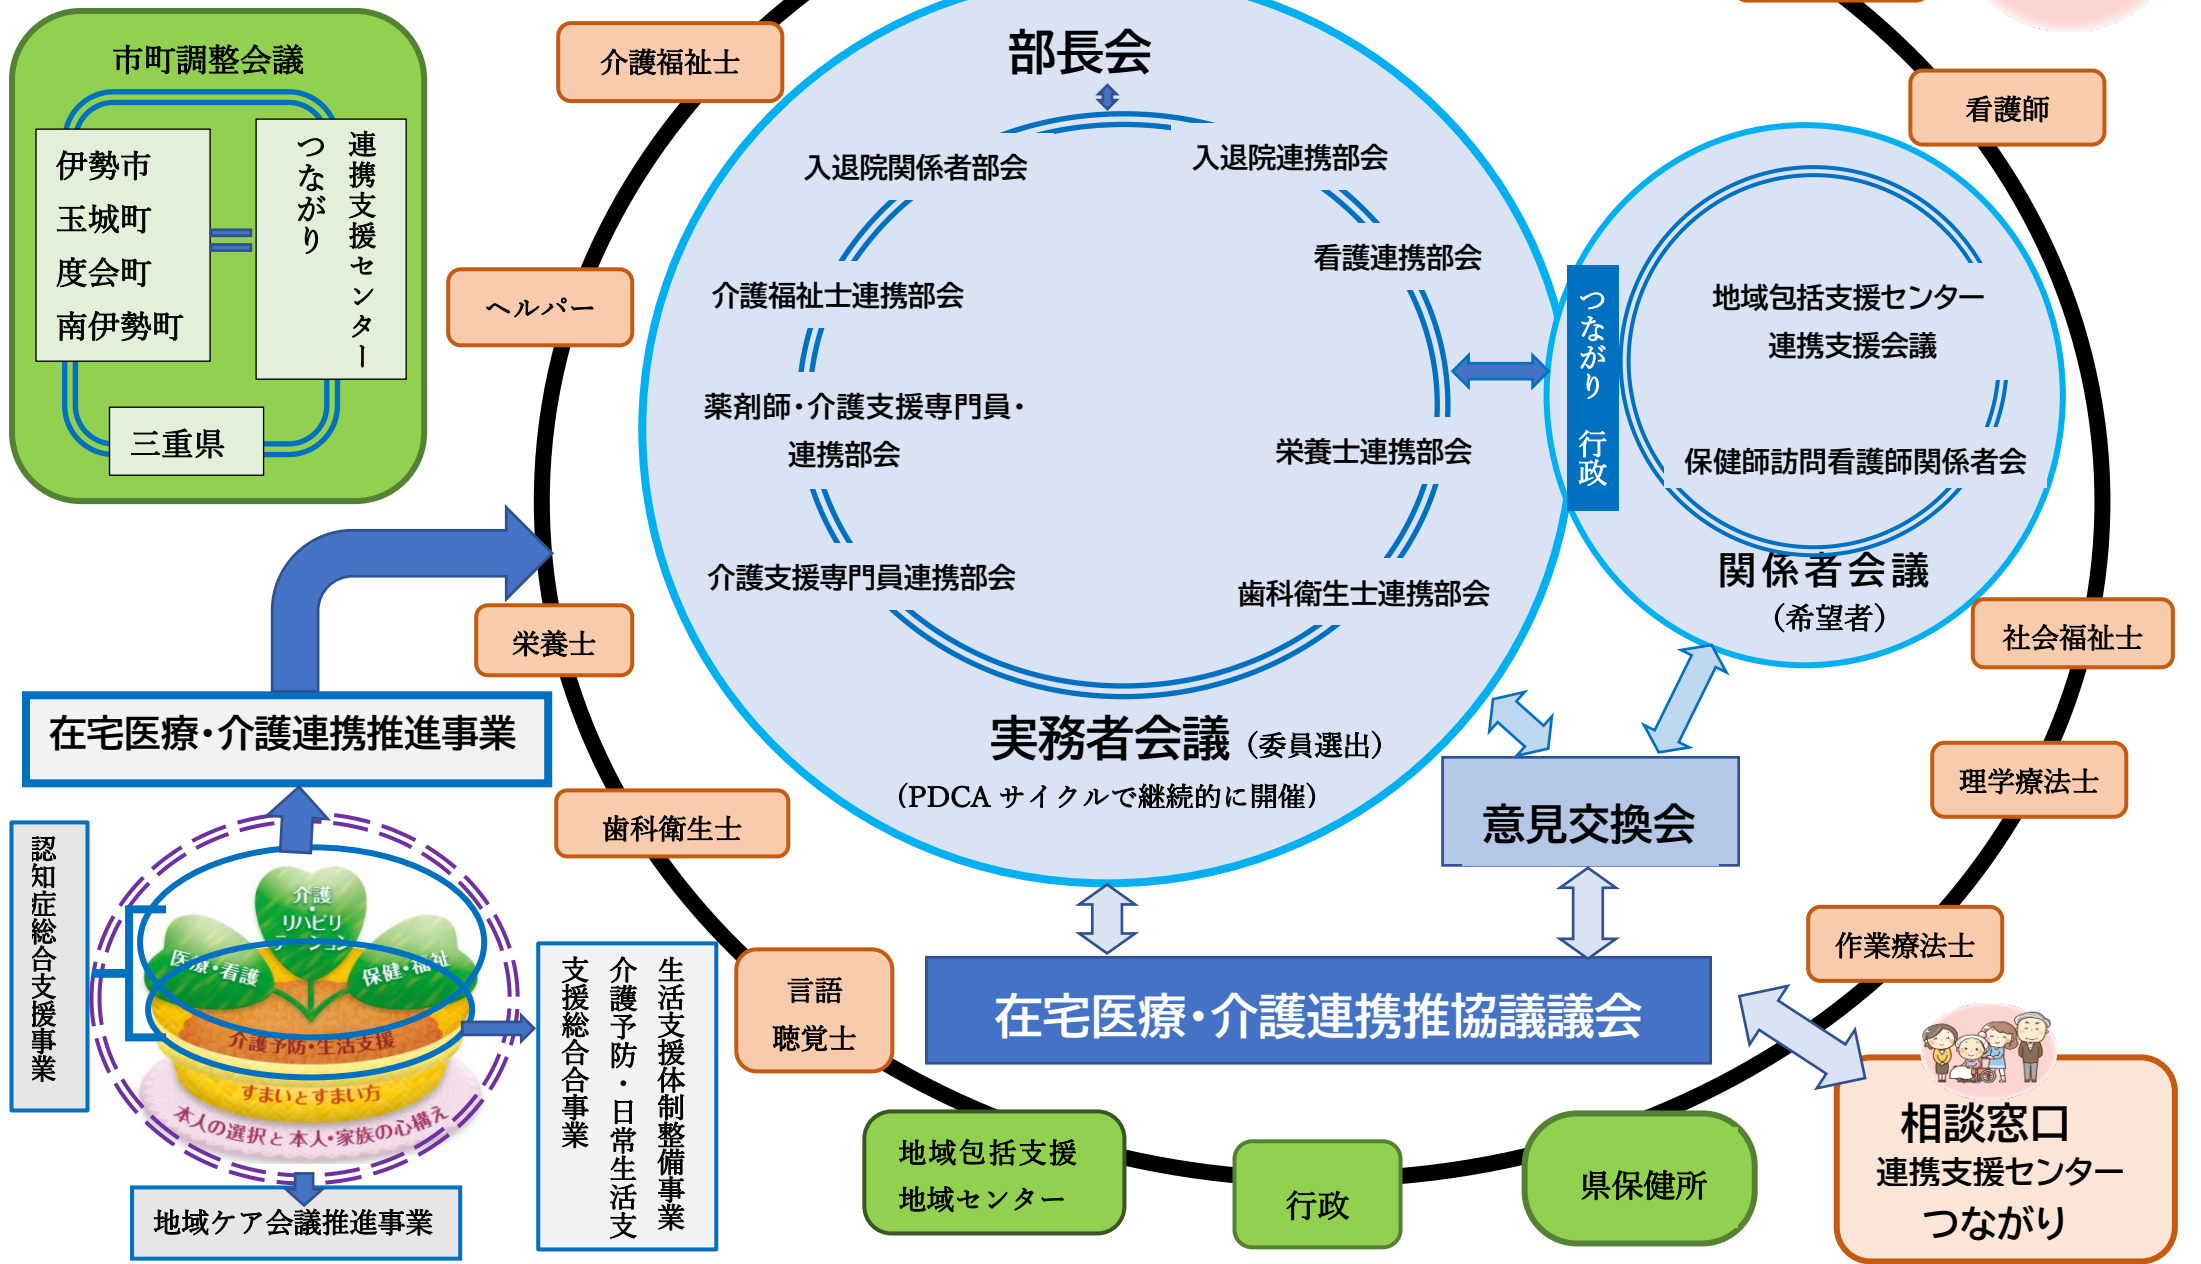 市町調整会議
伊勢市
玉城町
度会町
南伊勢町
連携支援センター
つながり
三重県
介護福祉士
ヘルパー
栄養士
歯科衛生士
言語
聴覚士
看護師
社会福祉士
理学療法士
作業療法士
部長会
入退院関係者部会
入退院連携部会
看護連携部会
介護福祉士連携部会
薬剤師・介護支援専門員・
連携部会
栄養士連携部会
介護支援専門員連携部会
歯科衛生士連携部会
実務者会議（委員選出）
（PDCA サイクルで継続的に開催）
つながり 行政
地域包括支援センター
連携支援会議
保健師訪問看護師関係者会
関係者会議
（希望者）
意見交換会
在宅医療・介護連携推協議議会
在宅医療・介護連携推進事業
認知症総合支援事業
介護
・
リハビリ
テーション
医療・看護
保健・福祉
介護予防・生活支援
すまいとすまい方
本人の選択と本人・家族の心構え
生活支援体制整備事業
介護予防・日常生活支
支援総合合事業
地域ケア会議推進事業
地域包括支援
地域センター
行政
県保健所
相談窓口
連携支援センター
つながり